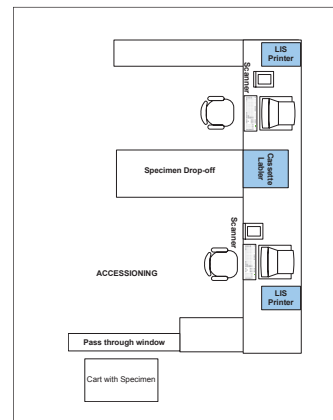 LIS
Printer
Scanner
Specimen Drop-off
Cassette
Labler
Scanner
ACCESSIONING
LIS
Printer
Pass through window
Cart with Specimen